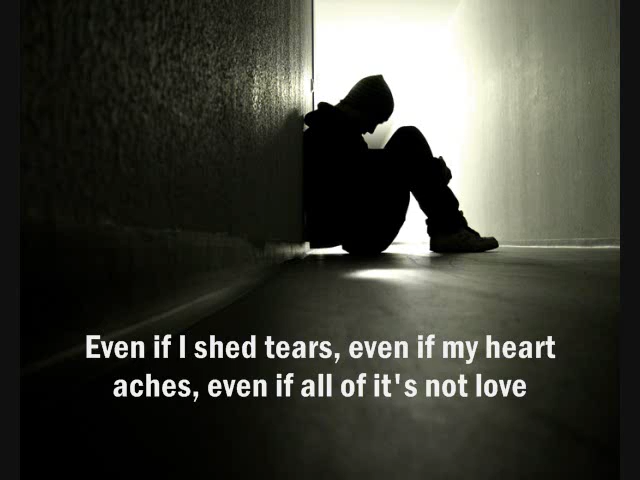 Even if I shed tears, even if my heart
aches, even if all of it's not love